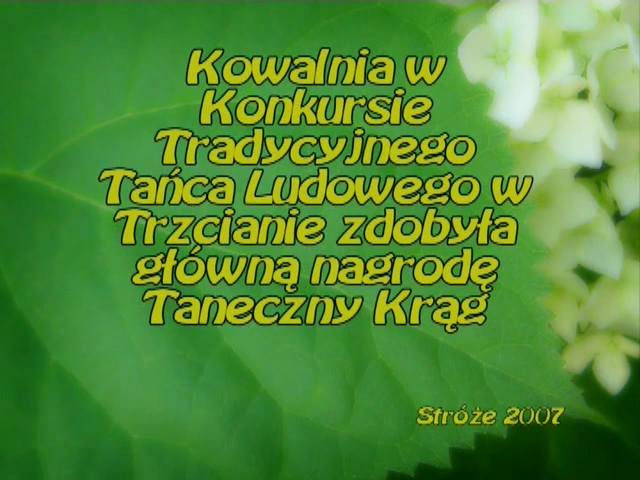 Kowalnia w
Konkursie
Tradycyjnego
Tańca Ludowego w
Trzcianie zdobyła
główną nagrodę
Taneczny Krąg
Stróże 2007